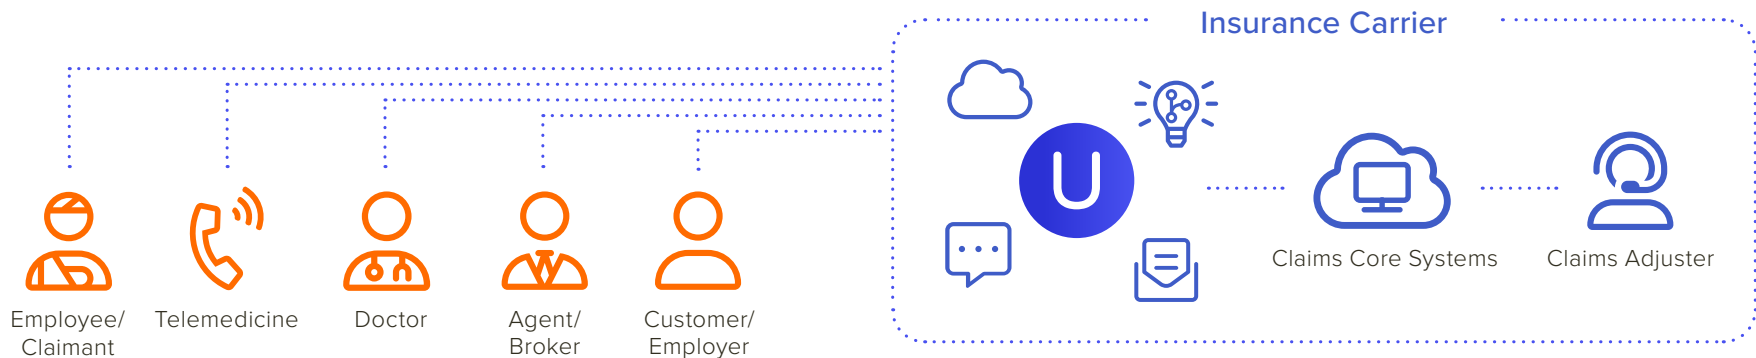 Insurance Carrier
U
Claims Core Systems
Claims Adjuster
Employee/
Claimant
Telemedicine
Doctor
Agent/
Broker
Customer/
Employer